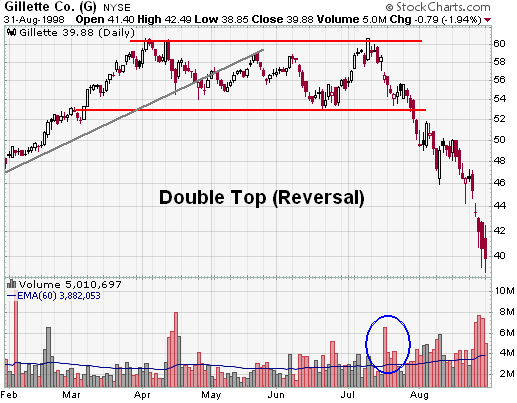 Gillette Co. (G) NYSE © StockCharts.com
31-Aug-1998 Open 41.40 High 42.49 Low 38.85 Close 39.88 Volume 5.0M Chg -0.79 (-1.94%)
Gillette 39.88 (Daily)
60
58
56
54
52
50
48
46
44
42
40
Double Top (Reversal)
Volume 5,010,697
EMA(60) 3,882,053
10M
8M
6M
4M
2M
Feb Mar Apr May Jun Jul Aug